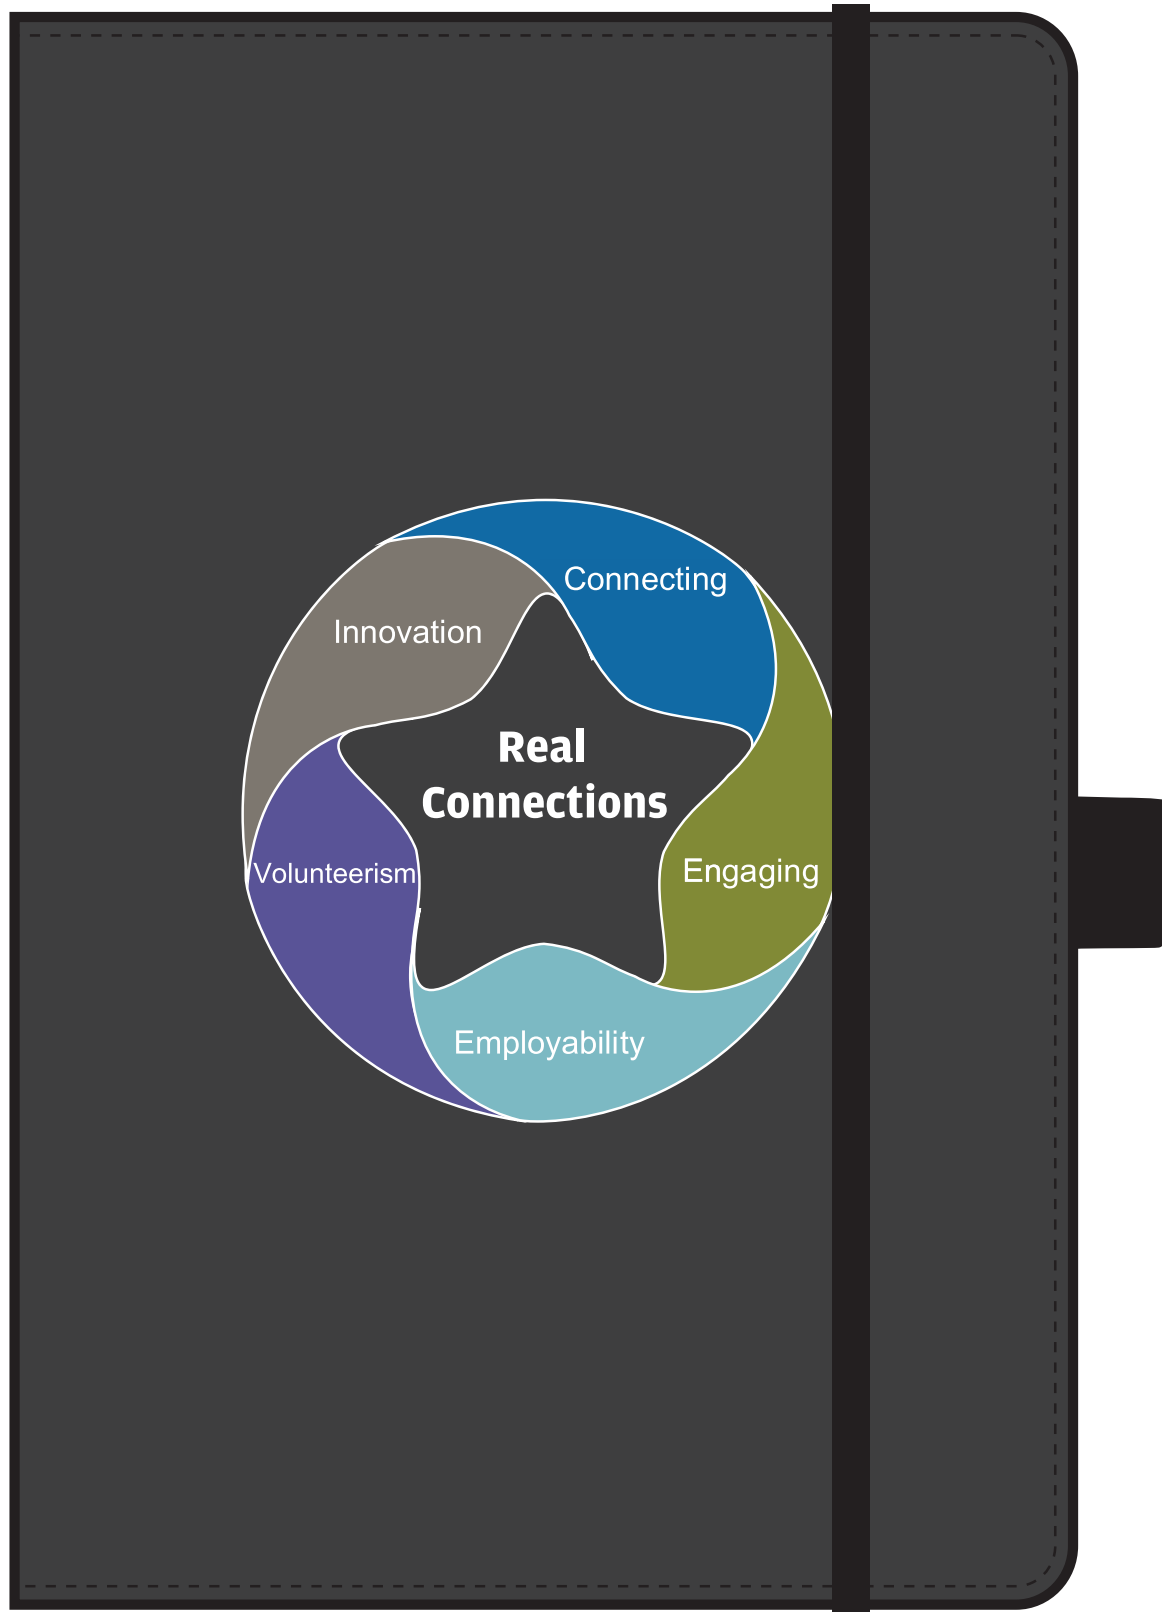 Connecting
Innovation
Real
Connections
Engaging
Volunteerism
Employability